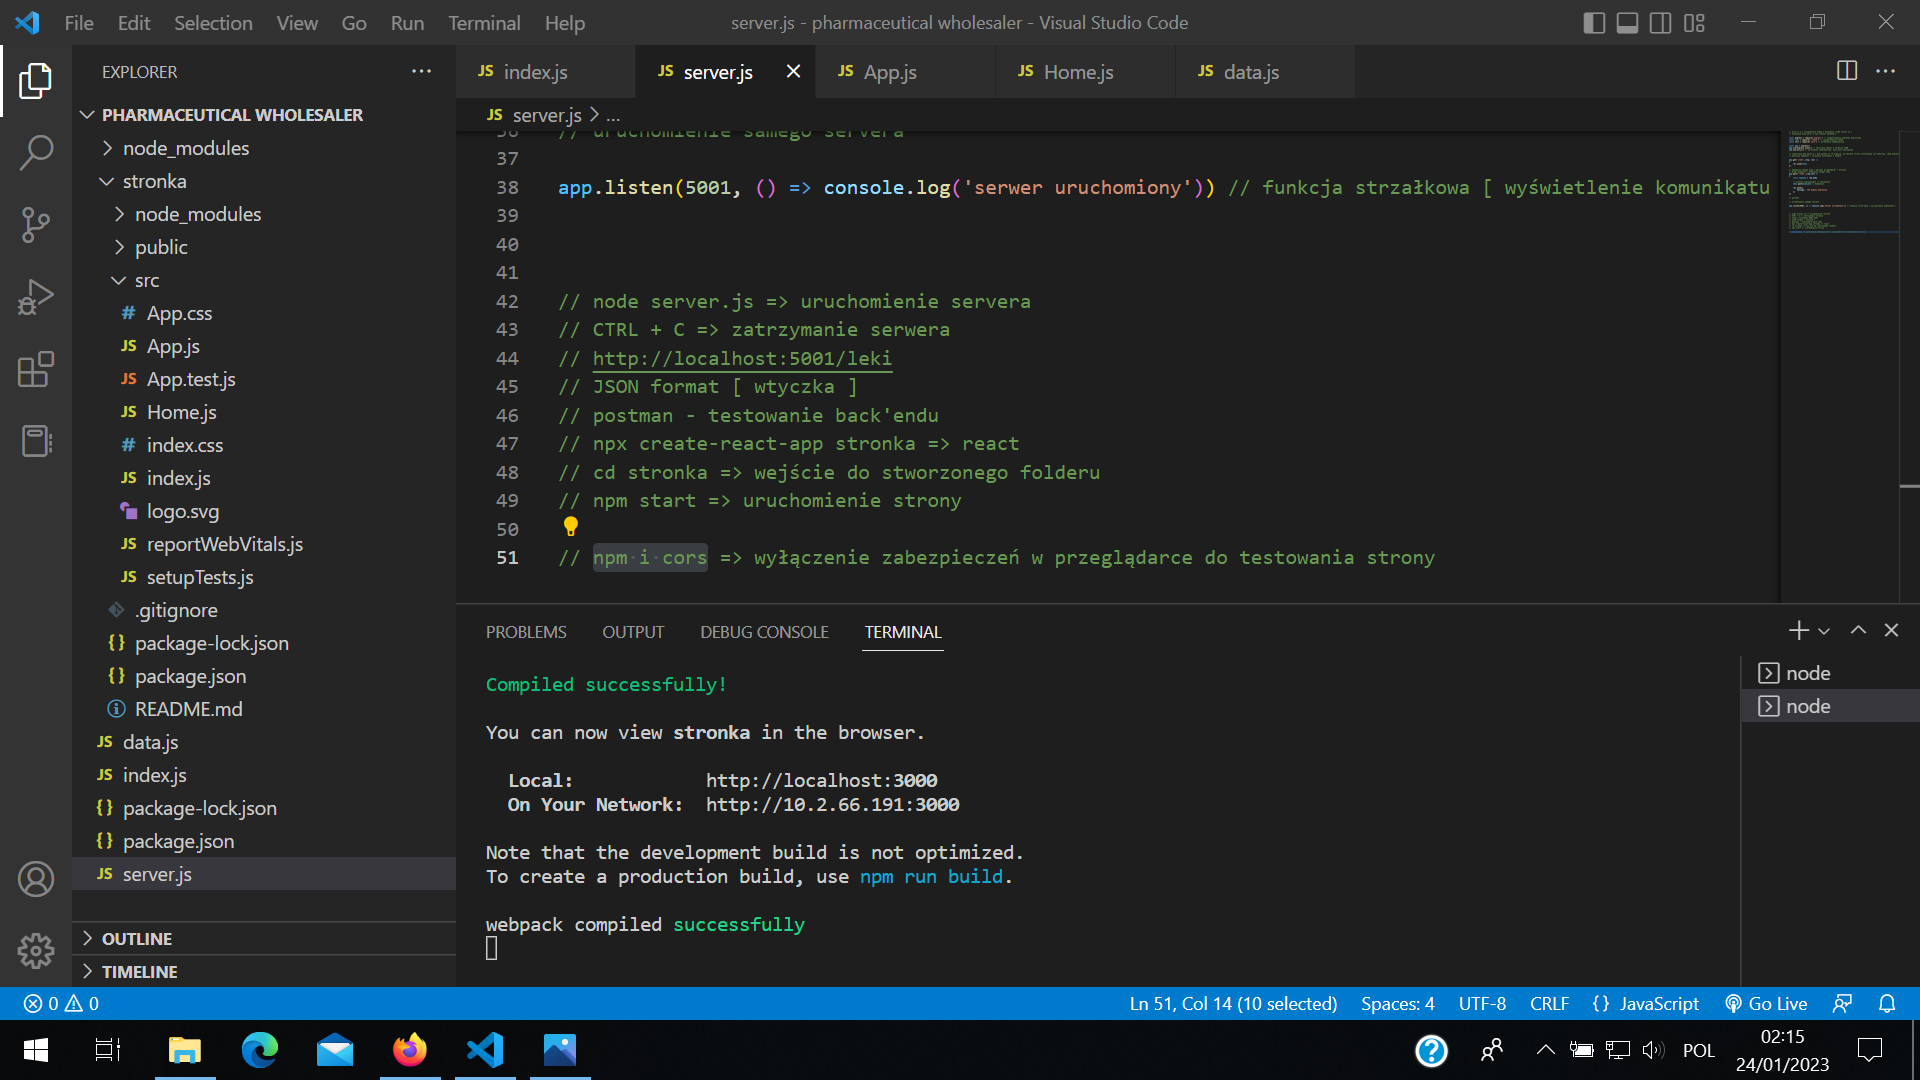 File Edit Selection View Go Run Terminal Help
server.js - pharmaceutical wholesaler - Visual Studio Code
EXPLORER
PHARMACEUTICAL WHOLESALER
node_modules
stronka
node_modules
public
src
# App.css
JS App.js
JS App.test.js
JS Home.js
# index.css
JS index.js
logo.svg
JS reportWebVitals.js
JS setupTests.js
.gitignore
{} package-lock.json
{} package.json
README.md
JS data.js
JS index.js
{} package-lock.json
{} package.json
JS server.js
OUTLINE
TIMELINE
JS index.js JS server.js JS App.js JS Home.js JS data.js
JS server.js > ...
36 // uruchomienie samego servera
37
38 app.listen(5001, () => console.log('serwer uruchomiony')) // funkcja strzałkowa [ wyświetlenie komunikatu
39
40
41
42 // node server.js => uruchomienie servera
43 // CTRL + C => zatrzymanie serwera
44 // http://localhost:5001/leki
45 // JSON format [ wtyczka ]
46 // postman - testowanie back'endu
47 // npx create-react-app stronka => react
48 // cd stronka => wejście do stworzonego folderu
49 // npm start => uruchomienie strony
50
51 // npm i cors => wyłączenie zabezpieczeń w przeglądarce do testowania strony
PROBLEMS OUTPUT DEBUG CONSOLE TERMINAL
Compiled successfully!
You can now view stronka in the browser.
Local: http://localhost:3000
On Your Network: http://10.2.66.191:3000
Note that the development build is not optimized.
To create a production build, use npm run build.
webpack compiled successfully
node
node
0 0
Ln 51, Col 14 (10 selected) Spaces: 4 UTF-8 CRLF {} JavaScript Go Live
POL
02:15
24/01/2023